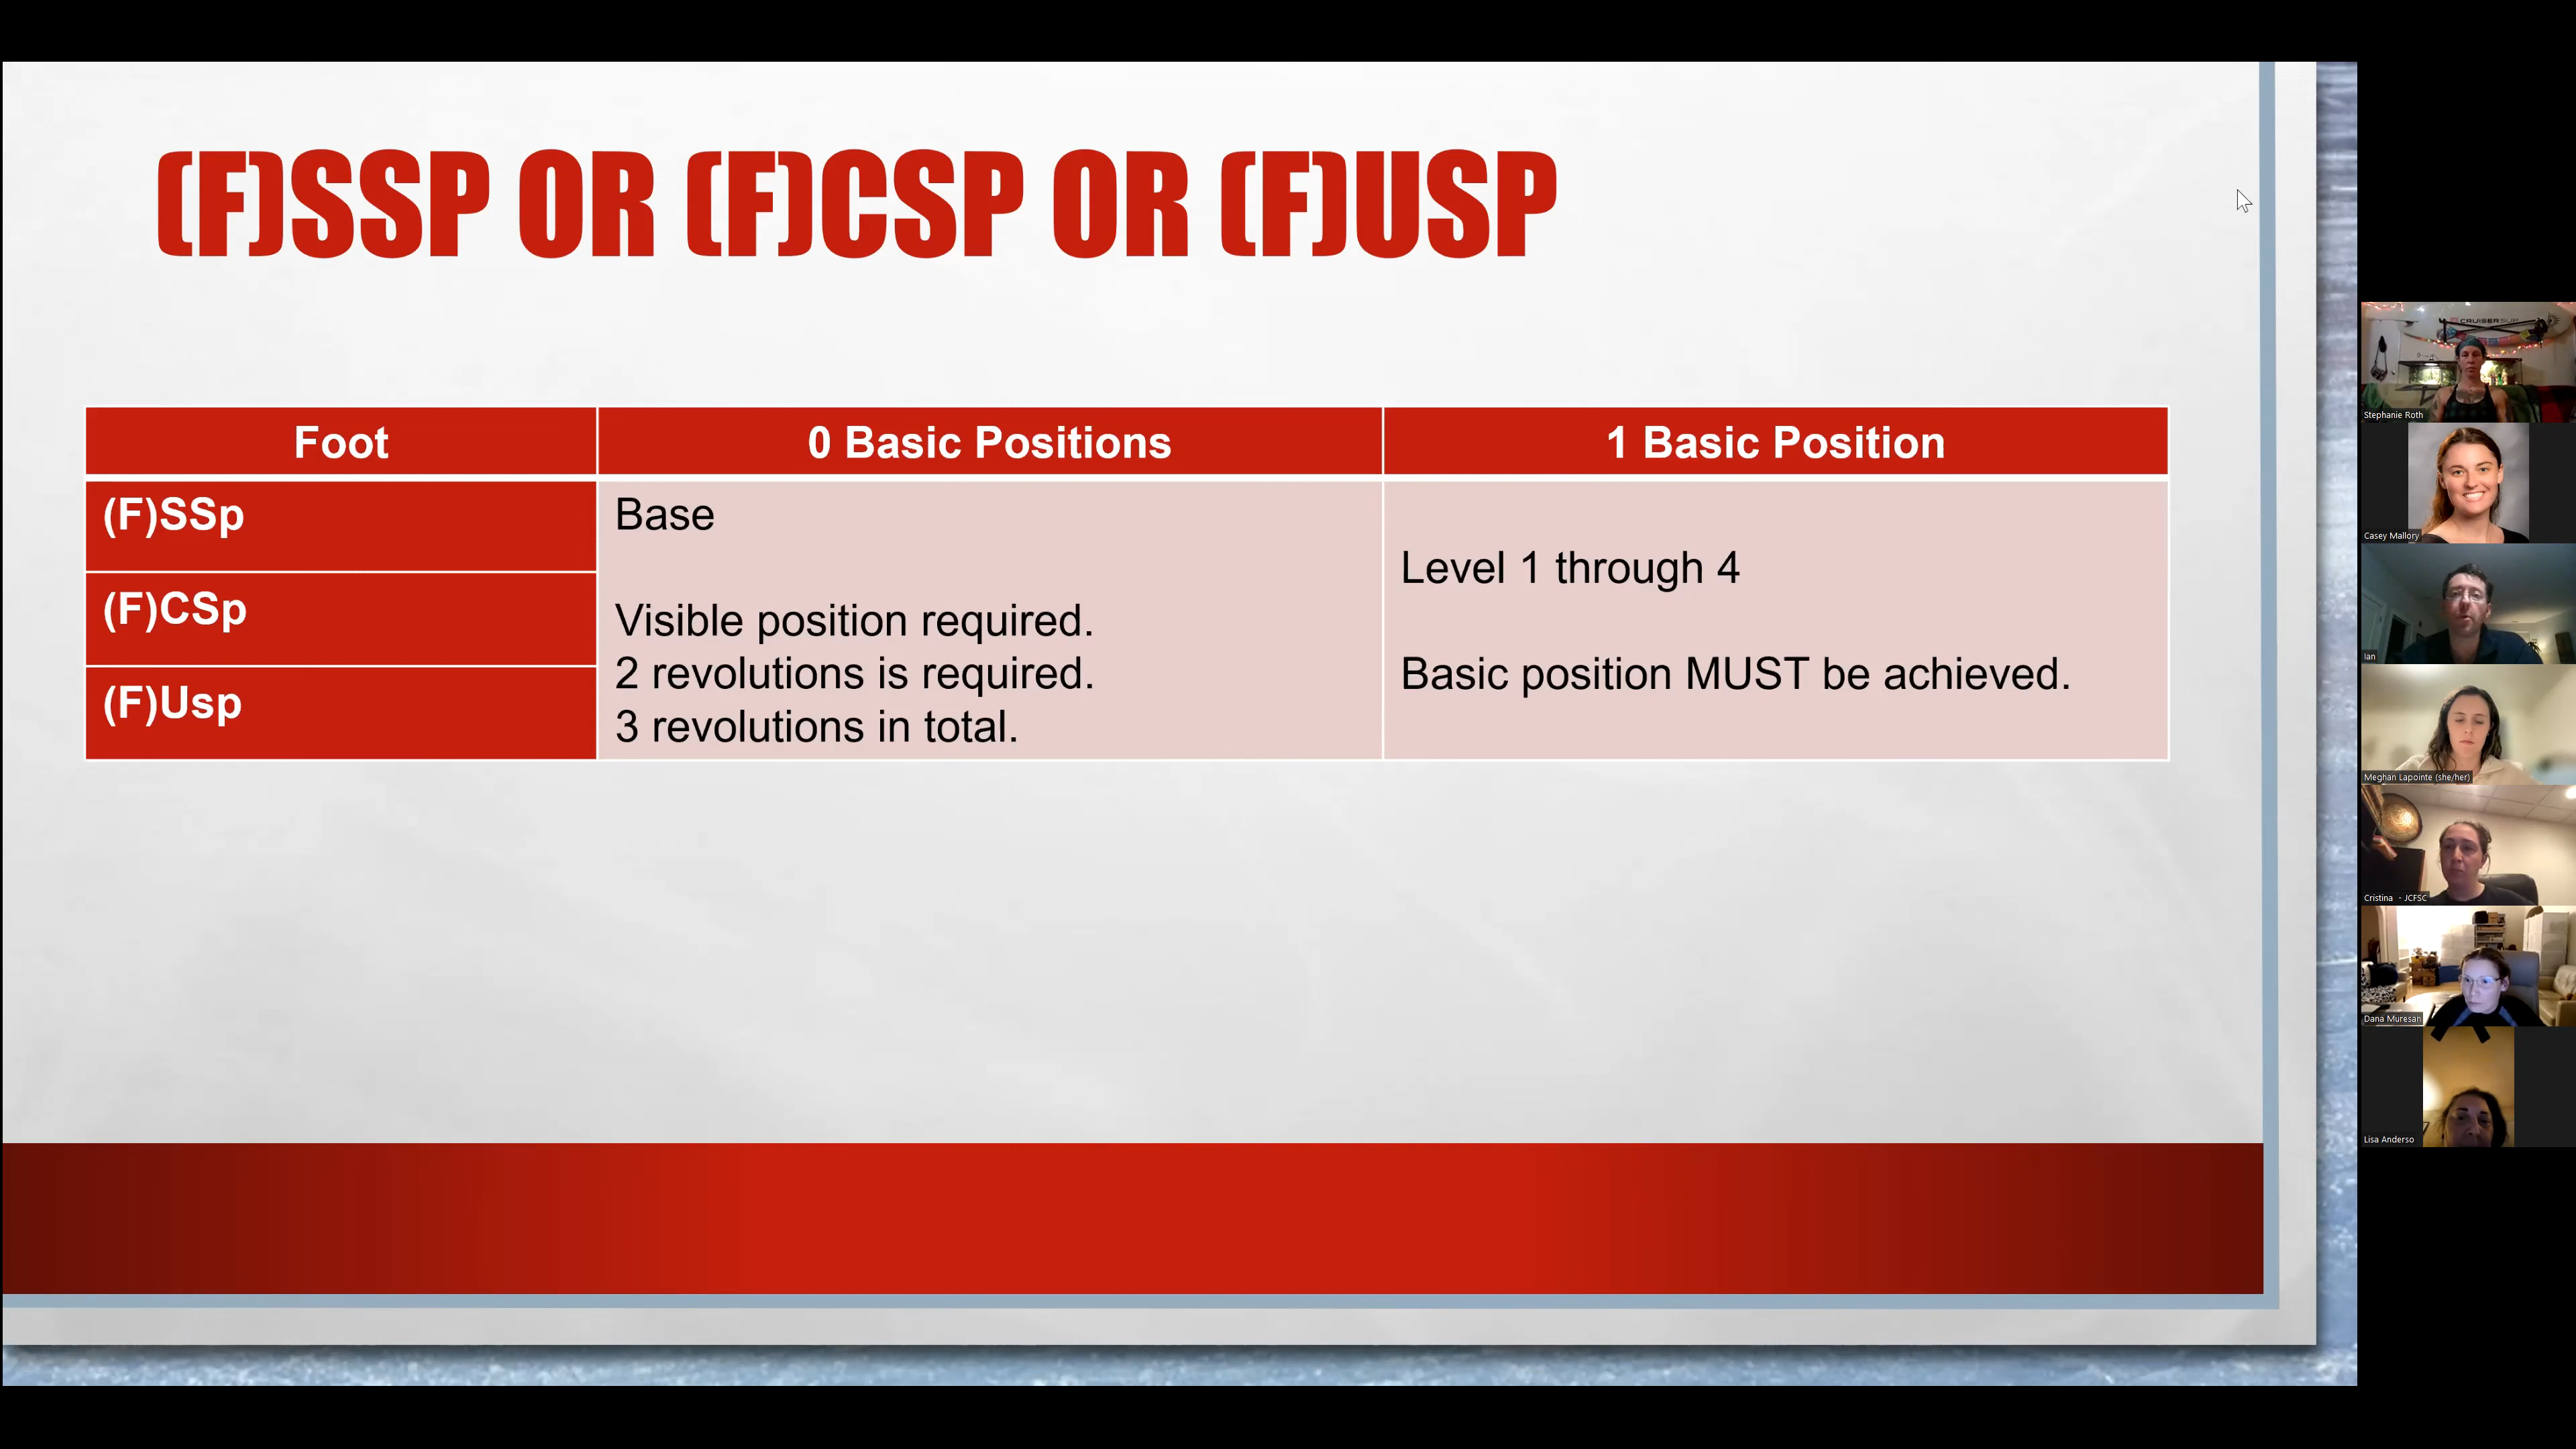 (F)SSP OR (F)CSP OR (F)USP
Foot
0 Basic Positions
1 Basic Position
(F)SSp
(F)CSp
(F)Usp
Base
Visible position required.
2 revolutions is required.
3 revolutions in total.
Level 1 through 4
Basic position MUST be achieved.
CRUISER SUP
Stephanie Roth
Casey Mallory
Ian
Meghan Lapointe (she/her)
Cristina - JCFSC
Dana Muresan
Lisa Anderso